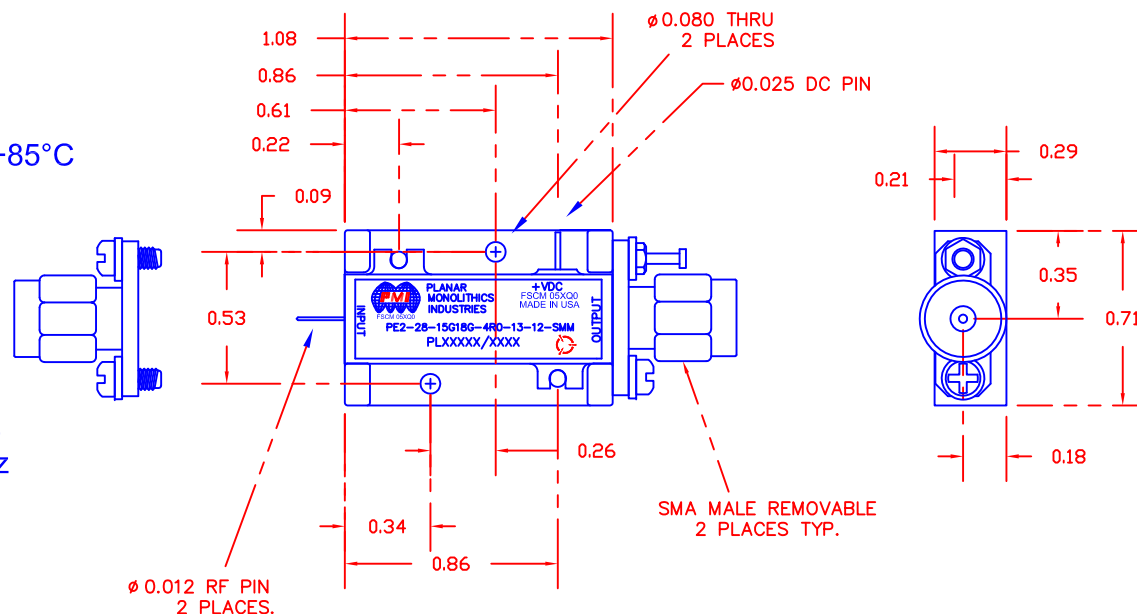 1.08
0.86
0.61
0.22
0.09
0.53
ø0.080 THRU
2 PLACES
ø0.025 DC PIN
-85°C
z
PMI
FSCM 05XQ0
PLANAR
MONOLITHICS
INDUSTRIES
+VDC
FSCM 05XQ0
MADE IN USA
INPUT
OUTPUT
PE2-28-15G18G-4R0-13-12-SMM
PLXXXXX/XXXX
0.26
0.34
0.86
ø0.012 RF PIN
2 PLACES.
SMA MALE REMOVABLE
2 PLACES TYP.
0.29
0.21
0.35
0.71
0.18